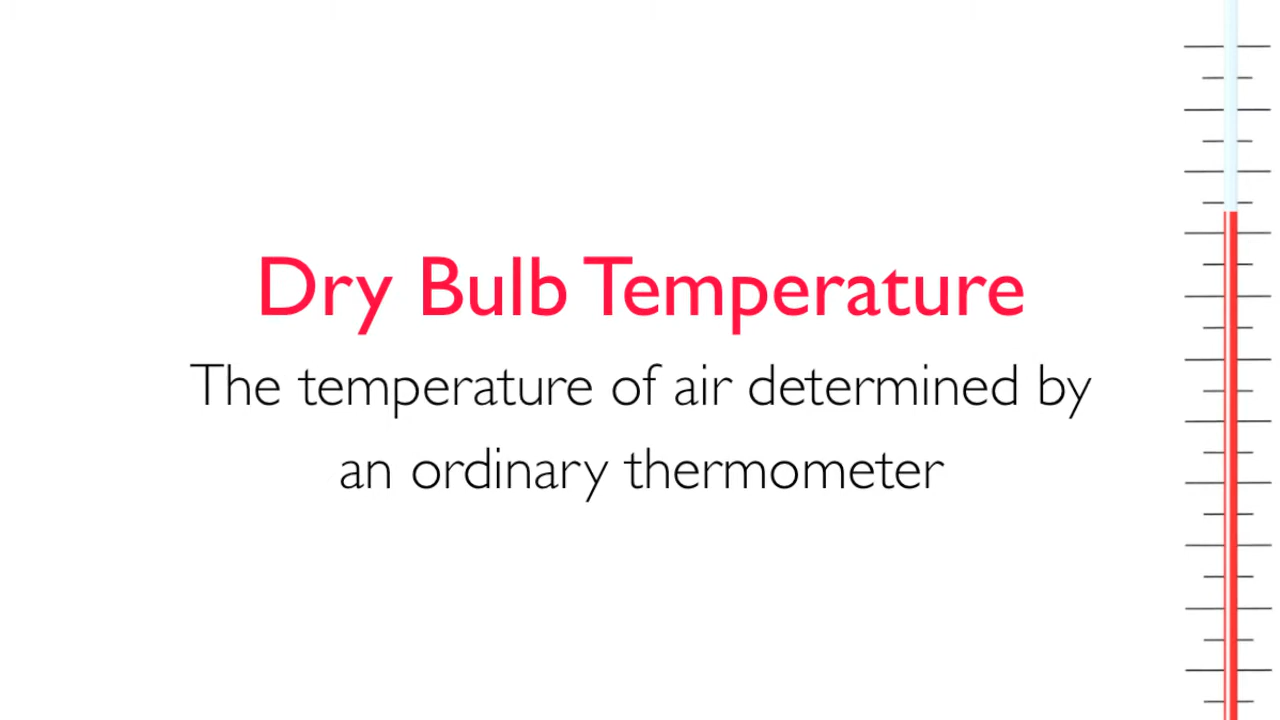 Dry Bulb Temperature
The temperature of air determined by
an ordinary thermometer